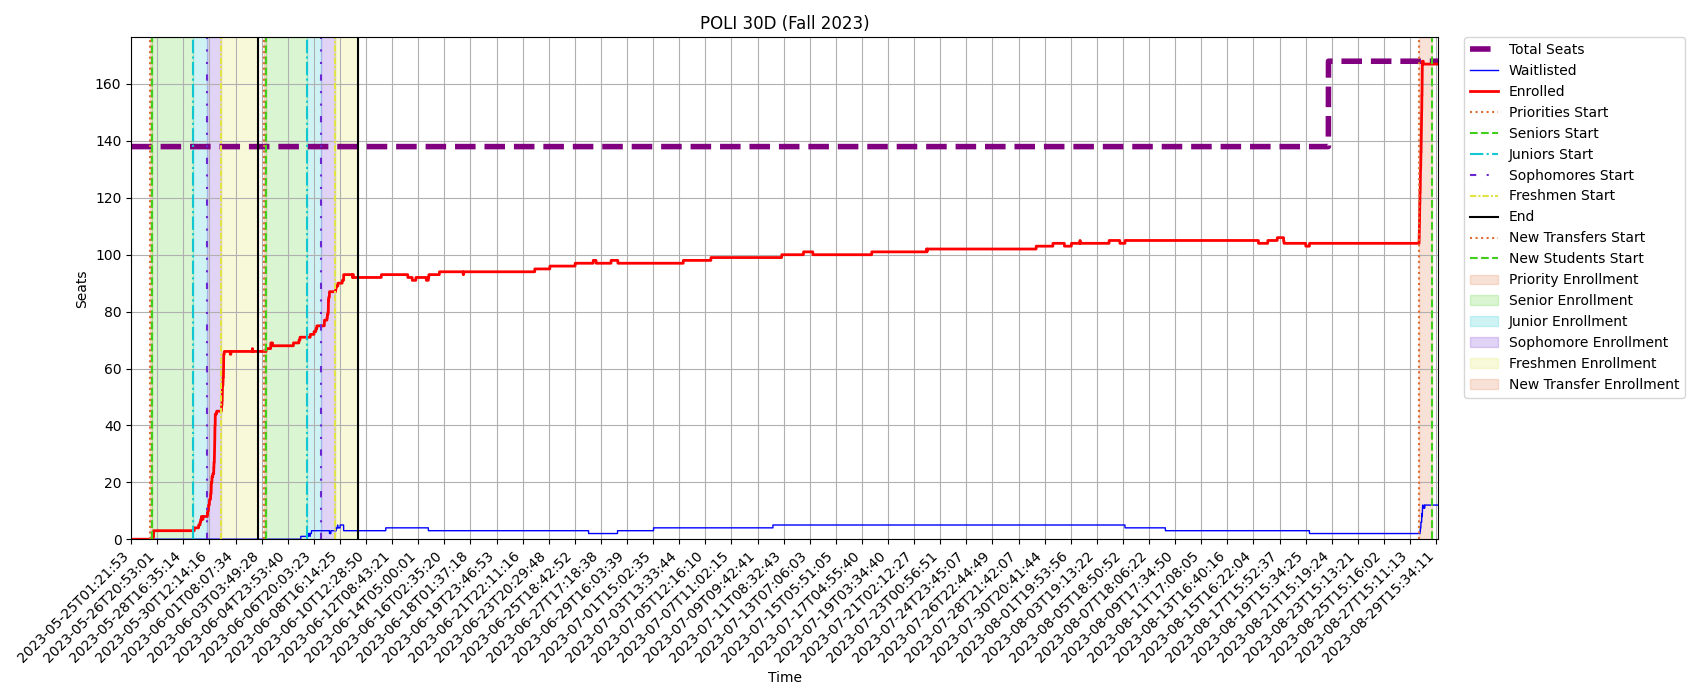 POLI 30D (Fall 2023)
Seats
160
140
120
100
80
60
40
20
0
2023-05-25T01:21:53
2023-05-26T20:53:01
2023-05-28T16:35:14
2023-05-30T12:14:16
2023-06-01T08:07:34
2023-06-03T03:49:28
2023-06-04T23:53:40
2023-06-06T20:03:23
2023-06-08T16:14:25
2023-06-10T12:28:50
2023-06-12T08:43:21
2023-06-14T05:00:01
2023-06-16T02:35:20
2023-06-18T01:37:18
2023-06-19T23:46:53
2023-06-21T22:11:16
2023-06-23T20:29:48
2023-06-25T18:42:52
2023-06-27T17:18:38
2023-06-29T16:03:39
2023-07-01T15:02:35
2023-07-03T13:33:44
2023-07-05T12:16:10
2023-07-07T11:02:15
2023-07-09T09:42:41
2023-07-11T08:32:43
2023-07-13T07:06:03
2023-07-15T05:51:05
2023-07-17T04:55:40
2023-07-19T03:34:40
2023-07-21T02:12:27
2023-07-23T00:56:51
2023-07-24T23:45:07
2023-07-26T22:44:49
2023-07-28T21:42:07
2023-07-30T20:41:44
2023-08-01T19:53:56
2023-08-03T19:13:22
2023-08-05T18:50:52
2023-08-07T18:06:22
2023-08-09T17:34:50
2023-08-11T17:08:05
2023-08-13T16:40:16
2023-08-15T16:22:04
2023-08-17T15:52:37
2023-08-19T15:34:25
2023-08-21T15:19:24
2023-08-23T15:13:21
2023-08-25T15:16:02
2023-08-27T15:11:13
2023-08-29T15:34:11
Time
Total Seats
Waitlisted
Enrolled
Priorities Start
Seniors Start
Juniors Start
Sophomores Start
Freshmen Start
End
New Transfers Start
New Students Start
Priority Enrollment
Senior Enrollment
Junior Enrollment
Sophomore Enrollment
Freshmen Enrollment
New Transfer Enrollment